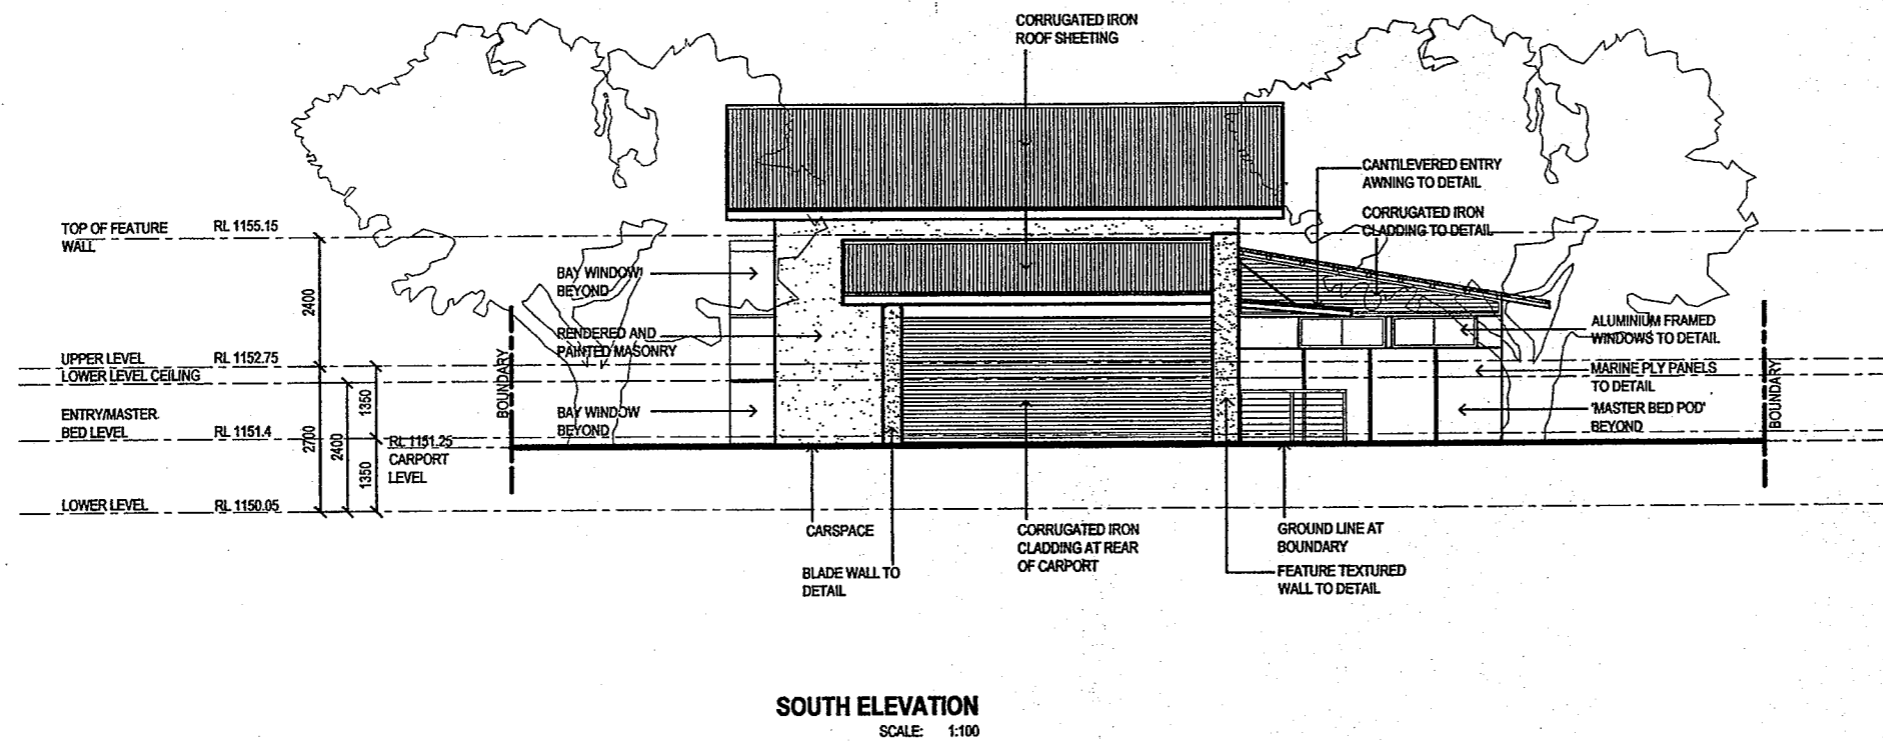 CORRUGATED IRON
ROOF SHEETING
CANTILEVERED ENTRY
AWNING TO DETAIL
CORRUGATED IRON
CLADDING TO DETAIL
TOP OF FEATURE
WALL
RL 1155.15
BAY WINDOW
BEYOND
2400
RENDERED AND
PAINTED MASONRY
ALUMINIUM FRAMED
WINDOWS TO DETAIL
UPPER LEVEL
RL 1152.75
LOWER LEVEL CEILING
BOUNDARY
MARINE PLY PANELS
TO DETAIL
BOUNDARY
1350
ENTRY/MASTER
BED LEVEL
RL 1151.4
BAY WINDOW
BEYOND
'MASTER BED POD'
BEYOND
2700
2400
RL 1151.25
CARPORT
LEVEL
1350
LOWER LEVEL
RL 1150.05
CARSPACE
CORRUGATED IRON
CLADDING AT REAR
OF CARPORT
GROUND LINE AT
BOUNDARY
BLADE WALL TO
DETAIL
FEATURE TEXTURED
WALL TO DETAIL
SOUTH ELEVATION
SCALE: 1:100